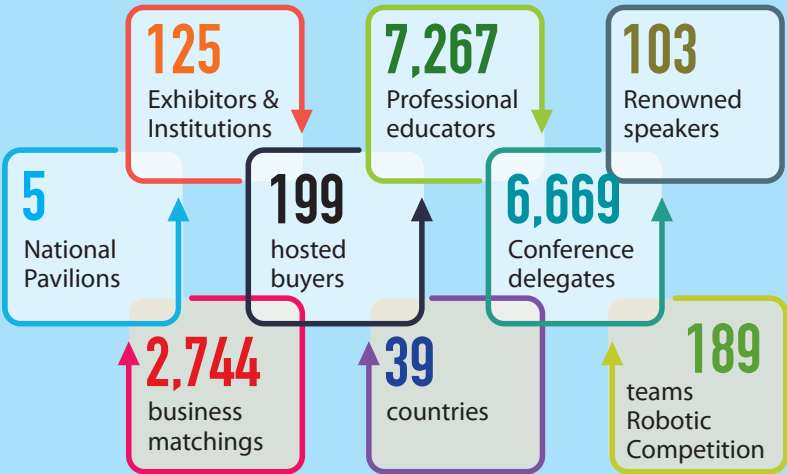 125
Exhibitors &
Institutions
7,267
Professional
educators
103
Renowned
speakers
5
National
Pavilions
199
hosted
buyers
6,669
Conference
delegates
2,744
business
matchings
39
countries
189
teams
Robotic
Competition